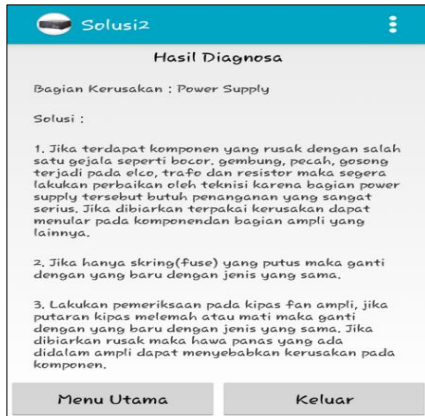 Solusi2
Hasil Diagnosa
Bagian Kerusakan : Power Supply
Solusi :
1. Jika terdapat komponen yang rusak dengan salah
satu gejala seperti bocor, gembung, pecah, gosong
terjadi pada elco, trafo dan resistor maka segera
lakukan perbaikan oleh teknisi karena bagian power
supply tersebut butuh penanganan yang sangat
serius. Jika dibiarkan terpakai kerusakan dapat
menular pada komponendan bagian ampli yang
lainnya.
2. Jika hanya skring(fuse) yang putus maka ganti
dengan yang baru dengan jenis yang sama.
3. Lakukan pemeriksaan pada kipas fan ampli, jika
putaran kipas melemah atau mati maka ganti
dengan yang baru dengan jenis yang sama. Jika
dibiarkan rusak maka hawa panas yang ada
didalam ampli dapat menyebabkan kerusakan pada
komponen.
Menu Utama Keluar